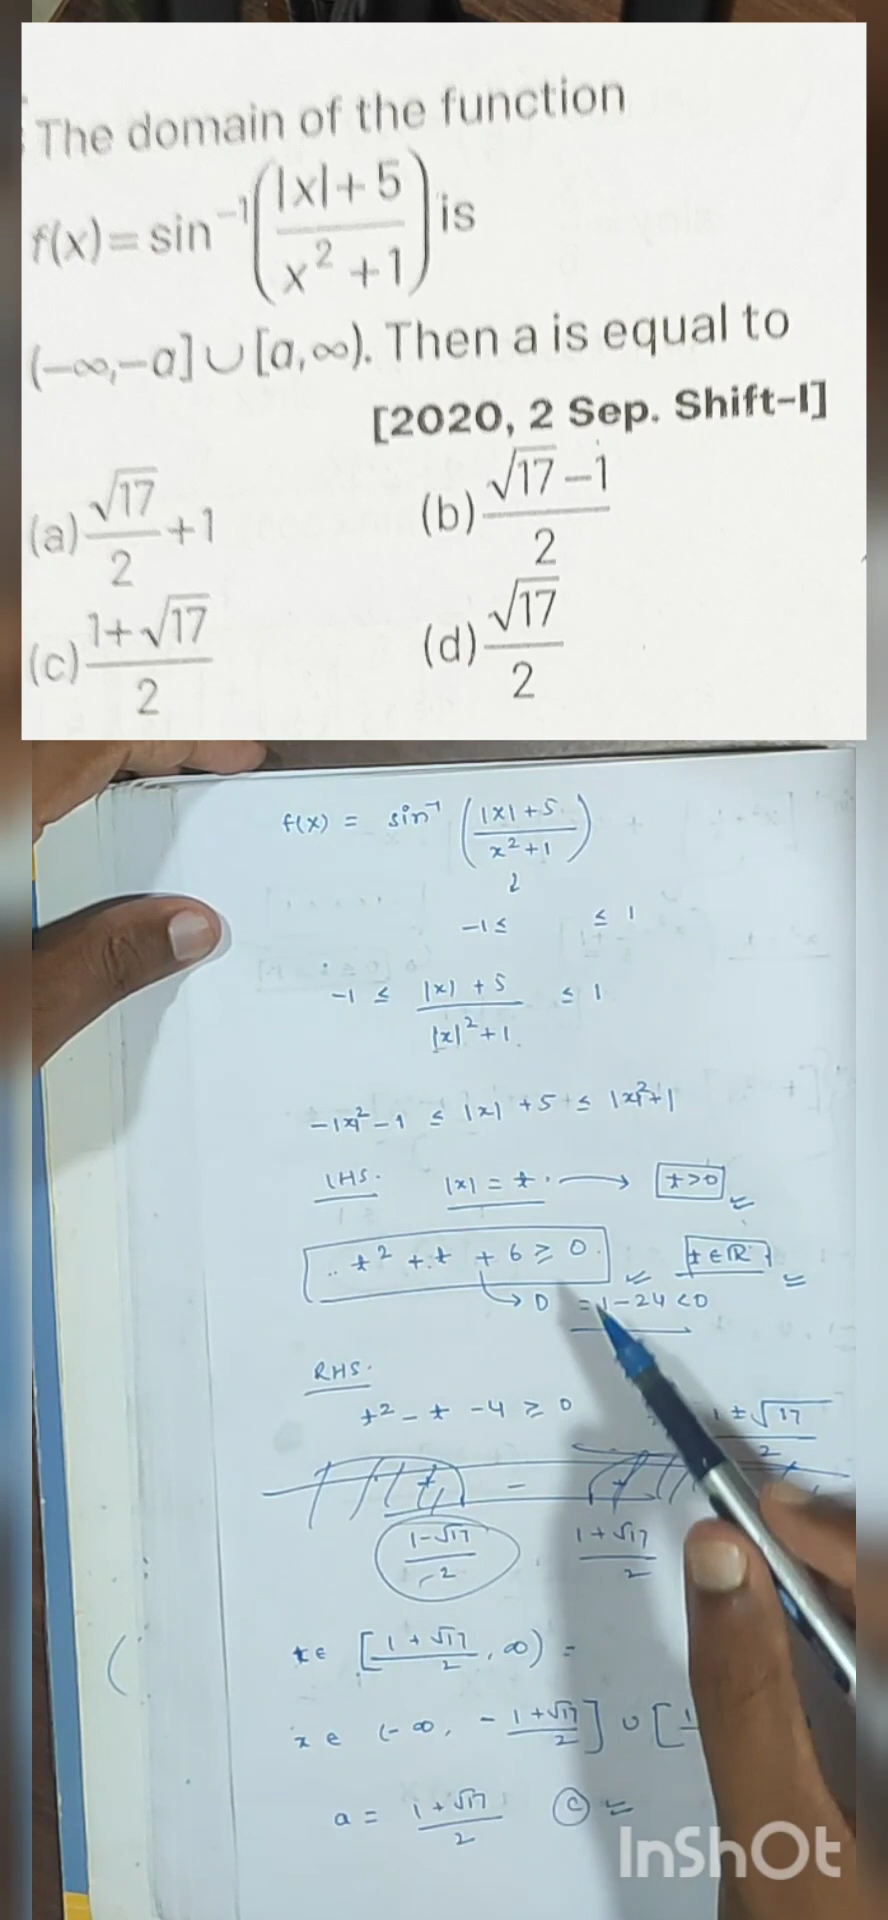 The domain of the function
f(x)=sin⁻¹(|x|+5 / x²+1) is
(-∞,-a]∪[a,∞). Then a is equal to
[2020, 2 Sep. Shift-I]
(a) √17/2 +1
(b) √17-1/2
(c) 1+√17/2
(d) √17/2
f(x) = sin⁻¹ (|x|+5 / x²+1)
2
-1 ≤ ≤ 1
-1 ≤ |x|+5 / |x|²+1 ≤ 1
-|x|²-1 ≤ |x|+5 ≤ |x|²+1
LHS. |x| = t. → t>0
t²+t+6 ≥ 0. t∈R
→ D = 1-24 <0
RHS.
t²-t-4 ≥ 0 1±√17/2
+ - +
1-√17/2 1+√17/2
t∈ [1+√17/2, ∞) =
x∈ (-∞, -1+√17/2] ∪ [1
a = 1+√17/2 (c)
InShOt